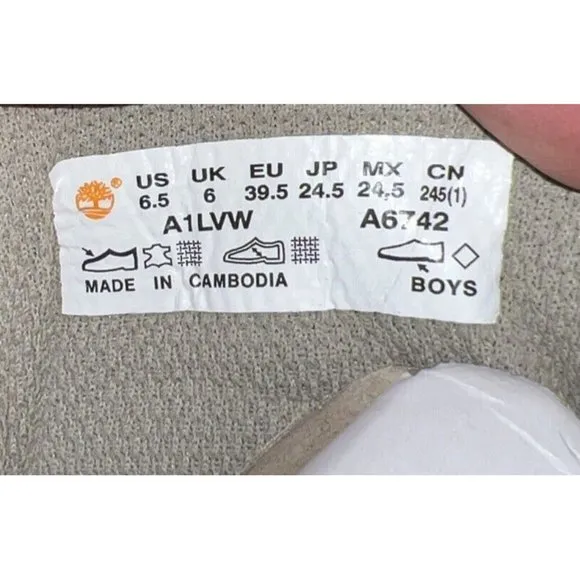 ® US UK EU JP MX CN
6.5 6 39.5 24.5 24.5 245(1)
A1LVW A6742
MADE IN CAMBODIA BOYS